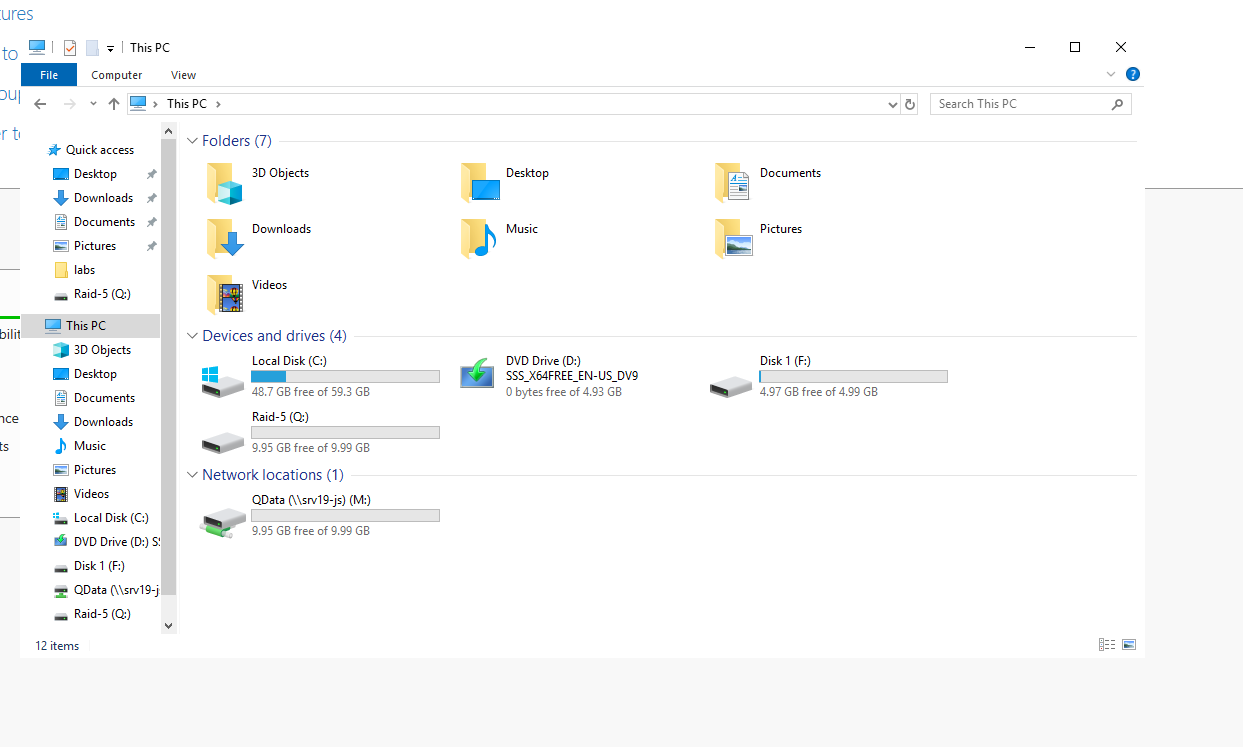 tures
This PC
to
File
Computer
View
oup
This PC
Search This PC
er to
Quick access
Desktop
Downloads
Documents
Pictures
labs
Raid-5 (Q:)
This PC
3D Objects
Desktop
Documents
Downloads
Music
Pictures
Videos
Local Disk (C:)
DVD Drive (D:) SS
Disk 1 (F:)
QData (\\srv19-j
Raid-5 (Q:)
bilit
nce
ts
Folders (7)
3D Objects
Desktop
Documents
Downloads
Music
Pictures
Videos
Devices and drives (4)
Local Disk (C:)
48.7 GB free of 59.3 GB
DVD Drive (D:)
SSS_X64FREE_EN-US_DV9
0 bytes free of 4.93 GB
Disk 1 (F:)
4.97 GB free of 4.99 GB
Raid-5 (Q:)
9.95 GB free of 9.99 GB
Network locations (1)
QData (\\srv19-js) (M:)
9.95 GB free of 9.99 GB
12 items